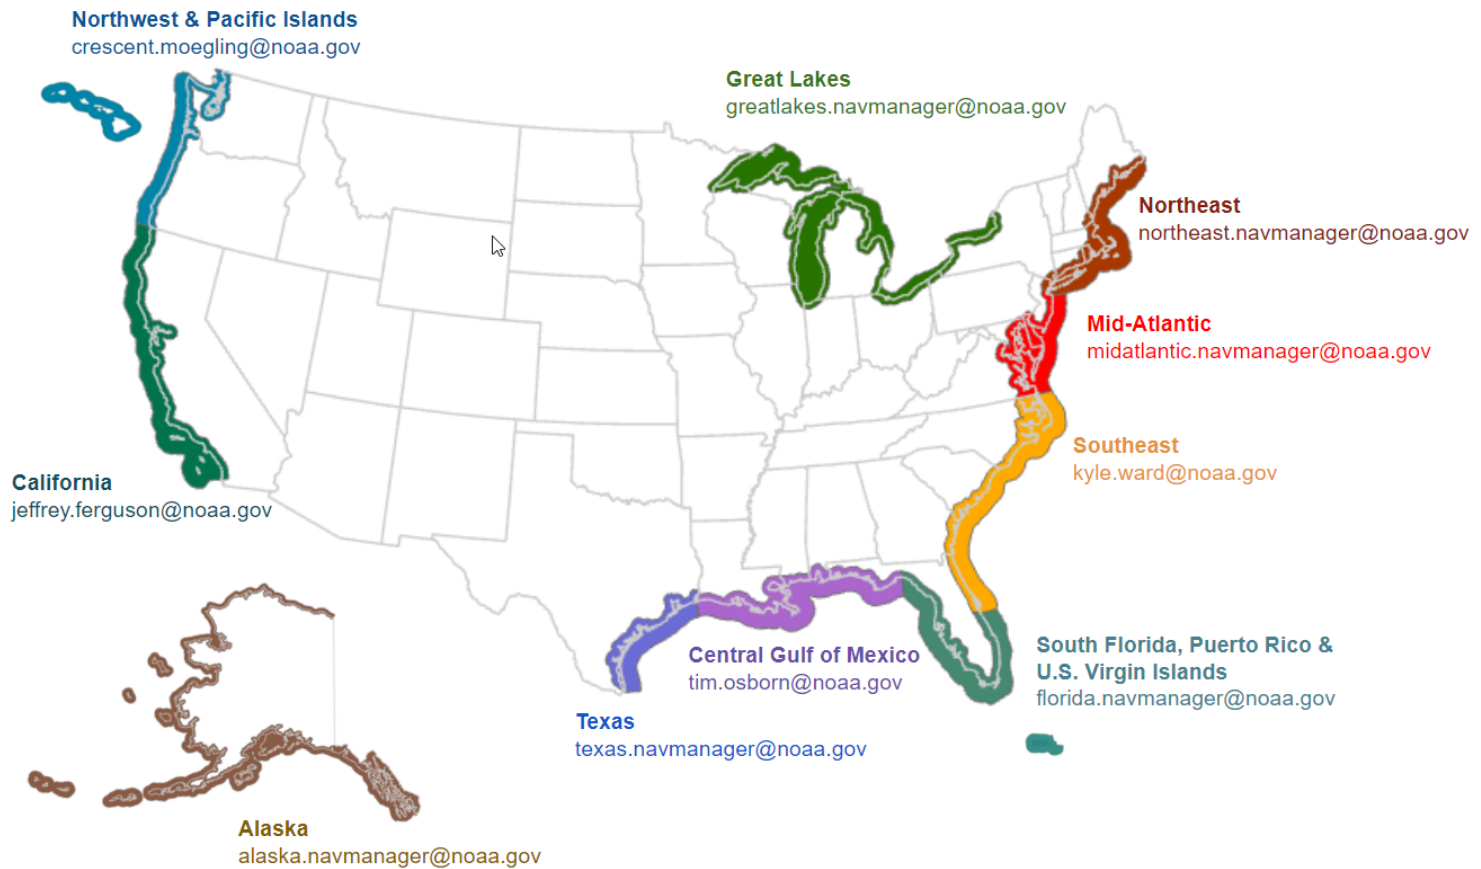 Northwest & Pacific Islands
crescent.moegling@noaa.gov
Great Lakes
greatlakes.navmanager@noaa.gov
Northeast
northeast.navmanager@noaa.gov
Mid-Atlantic
midatlantic.navmanager@noaa.gov
Southeast
kyle.ward@noaa.gov
California
jeffrey.ferguson@noaa.gov
South Florida, Puerto Rico &
U.S. Virgin Islands
florida.navmanager@noaa.gov
Central Gulf of Mexico
tim.osborn@noaa.gov
Texas
texas.navmanager@noaa.gov
Alaska
alaska.navmanager@noaa.gov